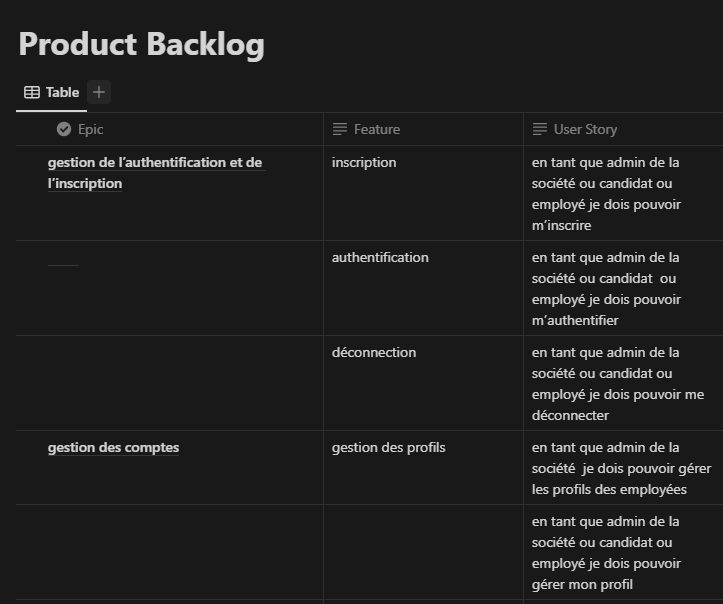 Product Backlog
Table
Epic
Feature
User Story
gestion de l’authentification et de
l’inscription
inscription
en tant que admin de la
société ou candidat ou
employé je dois pouvoir
m’inscrire
authentification
en tant que admin de la
société ou candidat  ou
employé je dois pouvoir
m’authentifier
déconnection
en tant que admin de la
société ou candidat ou
employé je dois pouvoir me
déconnecter
gestion des comptes
gestion des profils
en tant que admin de la
société  je dois pouvoir gérer
les profils des employées
en tant que admin de la
société ou candidat ou
employé je dois pouvoir
gérer mon profil